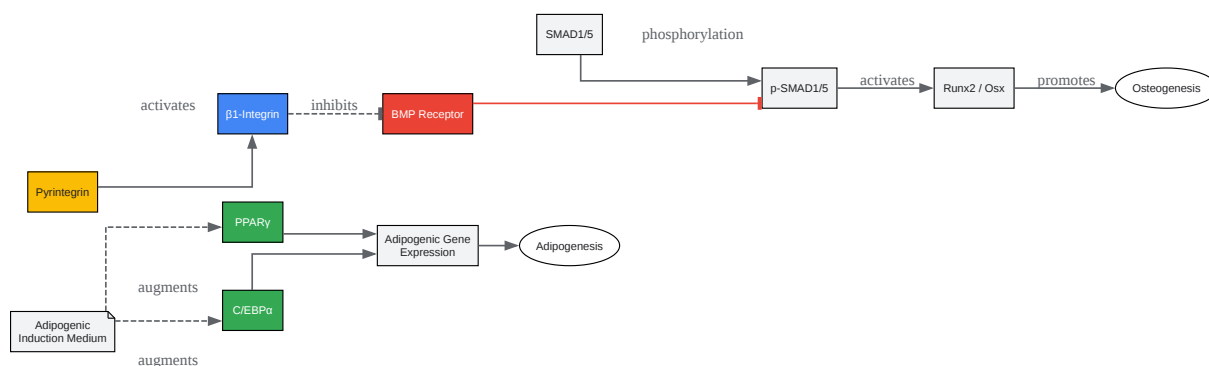 SMAD1/5
phosphorylation
p-SMAD1/5
activates
Runx2 / Osx
promotes
Osteogenesis
activates
β1-Integrin
inhibits
BMP Receptor
Pyrintegrin
PPARγ
Adipogenic Gene
Expression
Adipogenesis
augments
C/EBPα
Adipogenic
Induction Medium
augments